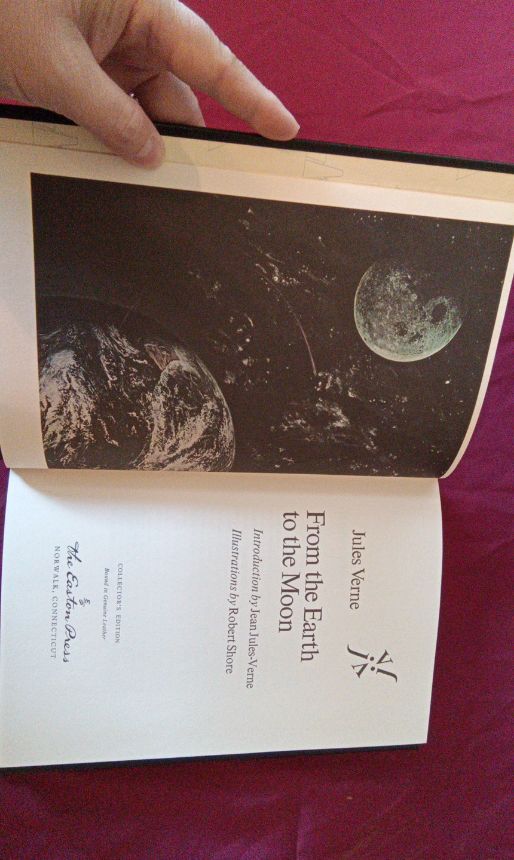 Jules Verne
From the Earth
to the Moon
Introduction by Jean Jules-Verne
Illustrations by Robert Shore
COLLECTOR'S EDITION
Bound in Genuine Leather
The Easton Press
NORWALK, CONNECTICUT